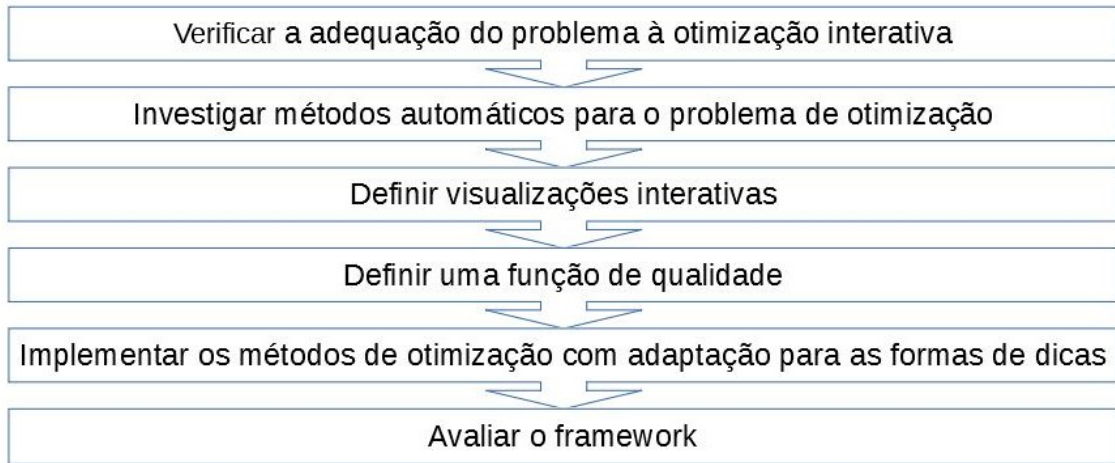 Verificar a adequação do problema à otimização interativa
Investigar métodos automáticos para o problema de otimização
Definir visualizações interativas
Definir uma função de qualidade
Implementar os métodos de otimização com adaptação para as formas de dicas
Avaliar o framework